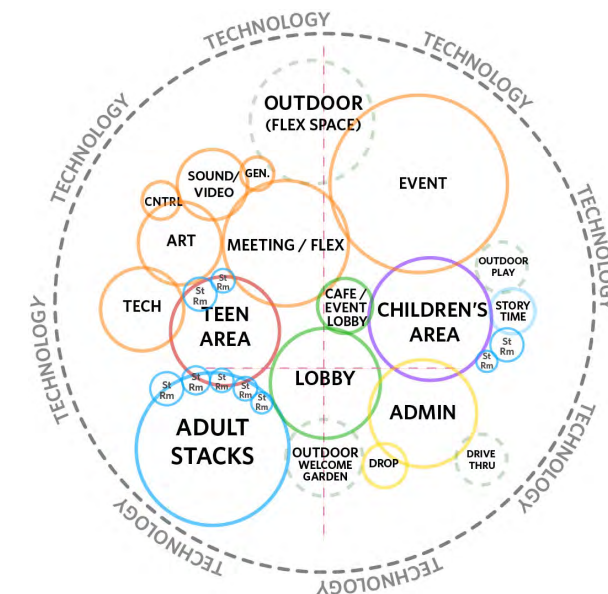 TECHNOLOGY
TECHNOLOGY
TECHNOLOGY
TECHNOLOGY
TECHNOLOGY
TECHNOLOGY
TECHNOLOGY
TECHNOLOGY
OUTDOOR
(FLEX SPACE)
EVENT
SOUND/
VIDEO
GEN.
CNTRL
ART
MEETING / FLEX
OUTDOOR
PLAY
St
Rm
St
Rm
TECH
TEEN
AREA
CAFE /
EVENT
LOBBY
CHILDREN'S
AREA
STORY
TIME
St
Rm
St
Rm
LOBBY
St
Rm
St
Rm
St
Rm
St
Rm
St
Rm
ADMIN
ADULT
STACKS
OUTDOOR
WELCOME
GARDEN
DROP
DRIVE
THRU